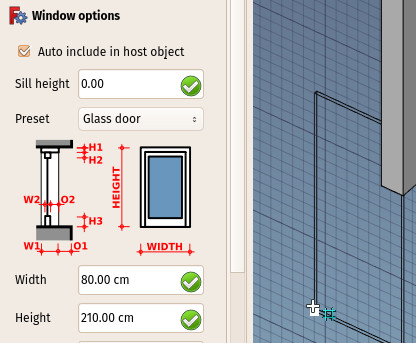 Window options
Auto include in host object
Sill height 0.00
Preset Glass door
H1
H2
W2 O2
H3
W1 O1
HEIGHT
WIDTH
Width 80.00 cm
Height 210.00 cm